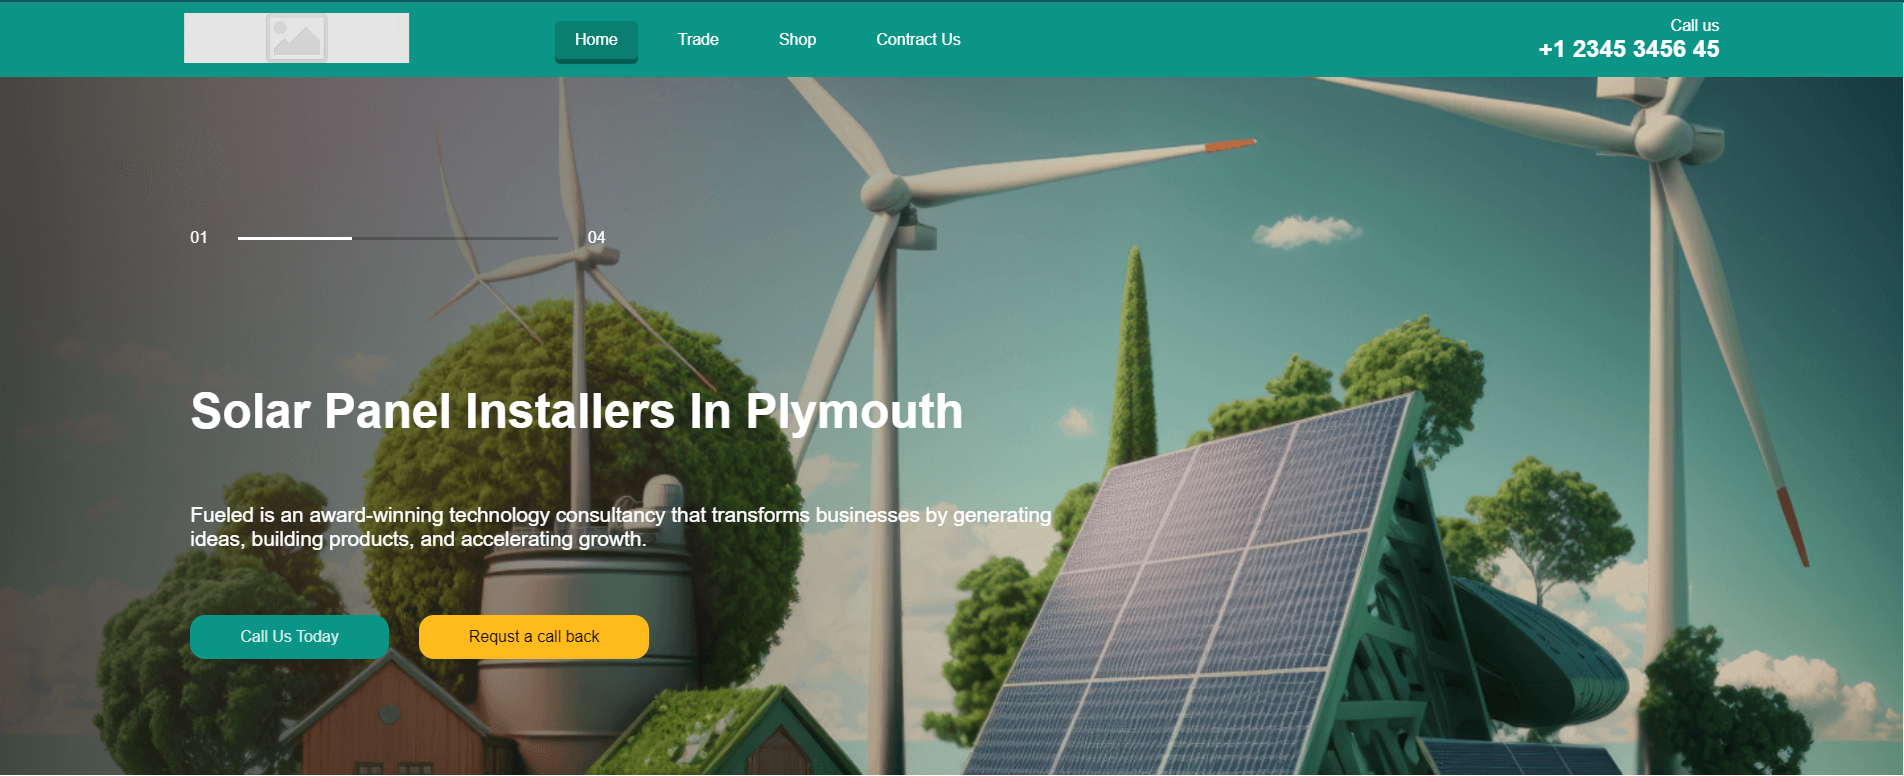 Home
Trade
Shop
Contract Us
Call us
+1 2345 3456 45
01
04
Solar Panel Installers In Plymouth
Fueled is an award-winning technology consultancy that transforms businesses by generating
ideas, building products, and accelerating growth.
Call Us Today
Requst a call back